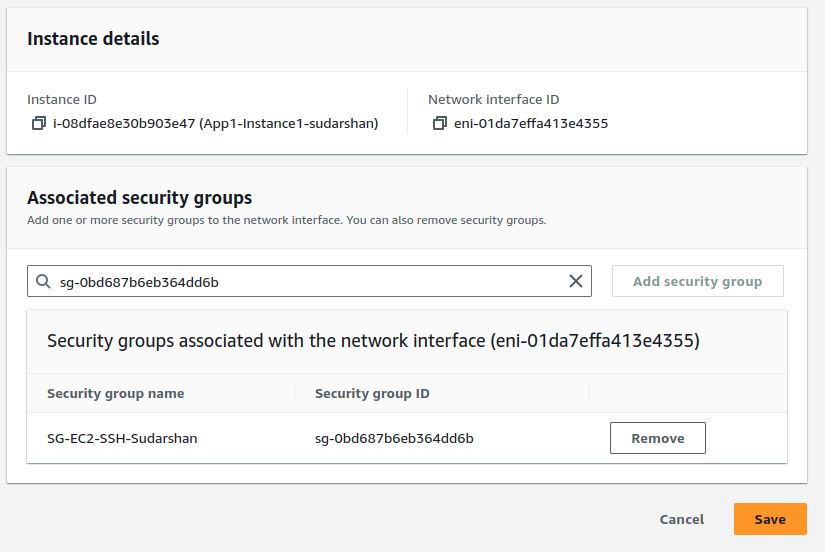 Instance details
Instance ID
Network interface ID
i-08dfae8e30b903e47 (App1-Instance1-sudarshan)
eni-01da7effa413e4355
Associated security groups
Add one or more security groups to the network interface. You can also remove security groups.
sg-0bd687b6eb364dd6b
Add security group
Security groups associated with the network interface (eni-01da7effa413e4355)
Security group name
Security group ID
SG-EC2-SSH-Sudarshan
sg-0bd687b6eb364dd6b
Remove
Cancel
Save